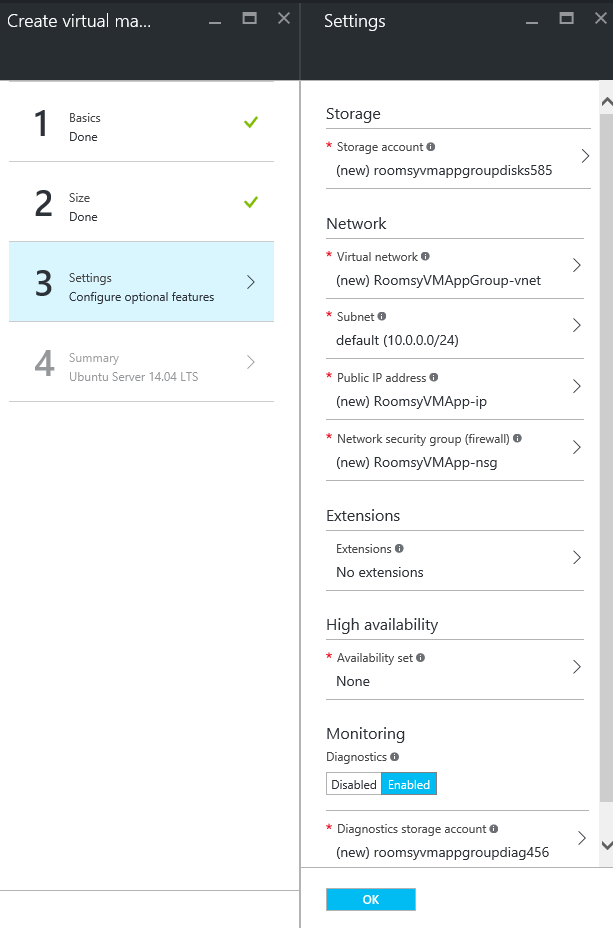 Create virtual ma...
1
Basics
Done
2
Size
Done
3
Settings
Configure optional features
4
Summary
Ubuntu Server 14.04 LTS
Settings
Storage
* Storage account
(new) roomsyvmappgroupdisks585
Network
* Virtual network
(new) RoomsyVMAppGroup-vnet
* Subnet
default (10.0.0.0/24)
* Public IP address
(new) RoomsyVMApp-ip
* Network security group (firewall)
(new) RoomsyVMApp-nsg
Extensions
Extensions
No extensions
High availability
* Availability set
None
Monitoring
Diagnostics
Disabled Enabled
* Diagnostics storage account
(new) roomsyvmappgroupdiag456
OK